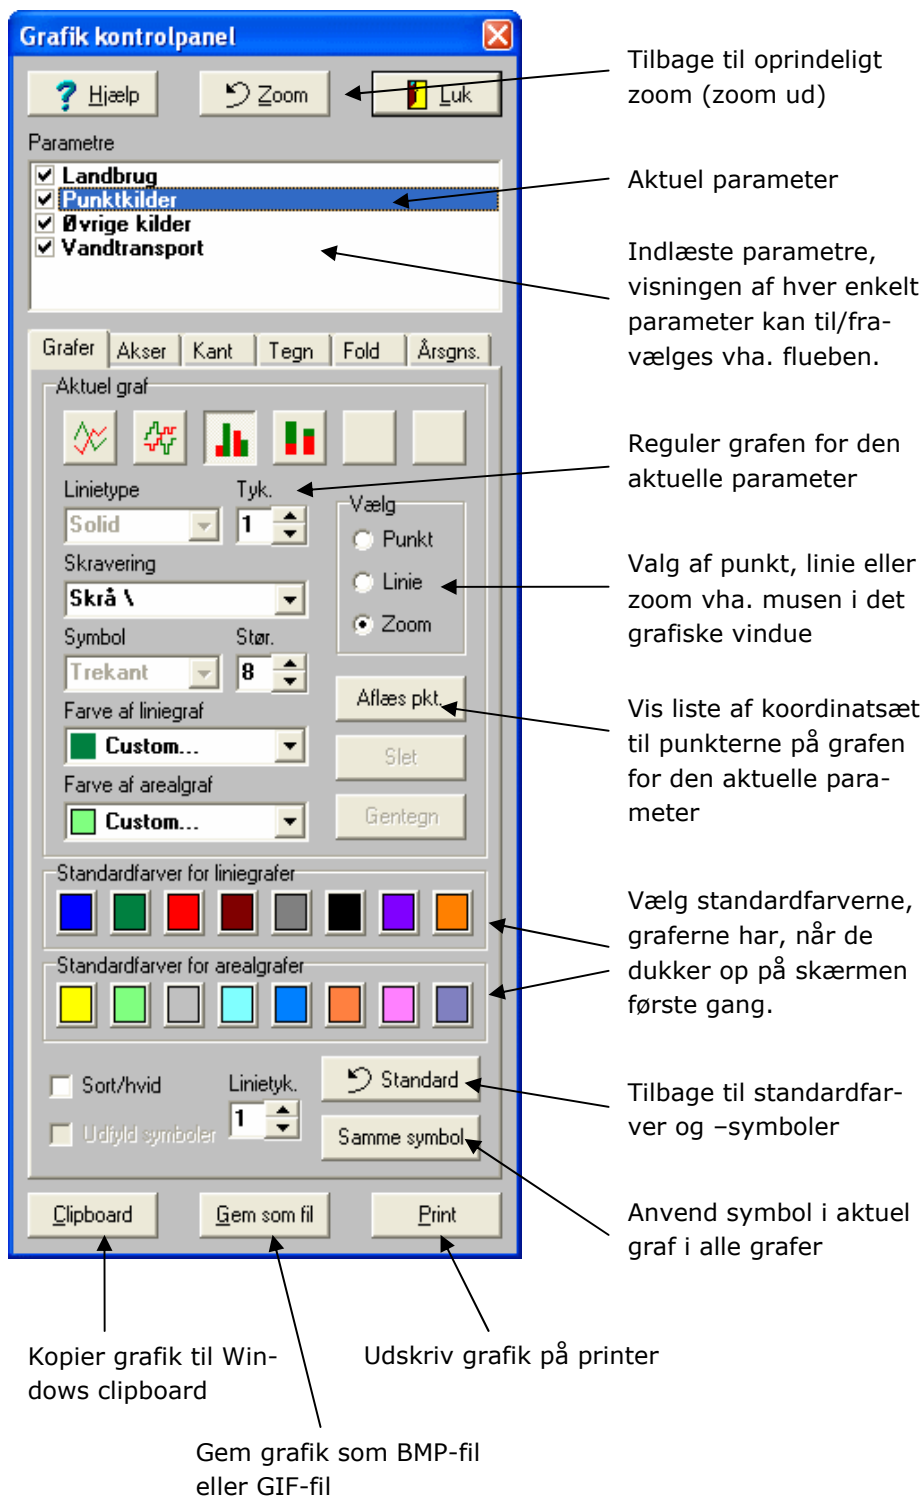 Grafik kontrolpanel
Hjælp
Zoom
Luk
Tilbage til oprindeligt
zoom (zoom ud)
Parametre
Landbrug
Punktkilder
Øvrige kilder
Vandtransport
Aktuel parameter
Indlæste parametre,
visningen af hver enkelt
parameter kan til/fra-
vælges vha. flueben.
Grafer
Akser
Kant
Tegn
Fold
Årsgns.
Aktuel graf
Linietype
Tyk.
Solid
1
Skravering
Skrå \
Symbol
Stør.
Trekant
8
Farve af liniegraf
Custom...
Farve af arealgraf
Custom...
Vælg
Punkt
Linie
Zoom
Aflæs pkt.
Slet
Gentegn
Reguler grafen for den
aktuelle parameter
Valg af punkt, linie eller
zoom vha. musen i det
grafiske vindue
Vis liste af koordinatsæt
til punkterne på grafen
for den aktuelle para-
meter
Standardfarver for liniegrafer
Standardfarver for arealgrafer
Vælg standardfarverne,
graferne har, når de
dukker op på skærmen
første gang.
Sort/hvid
Linietyk.
Standard
Udfyld symboler
1
Samme symbol
Tilbage til standardfar-
ver og –symboler
Clipboard
Gem som fil
Print
Anvend symbol i aktuel
graf i alle grafer
Kopier grafik til Win-
dows clipboard
Udskriv grafik på printer
Gem grafik som BMP-fil
eller GIF-fil